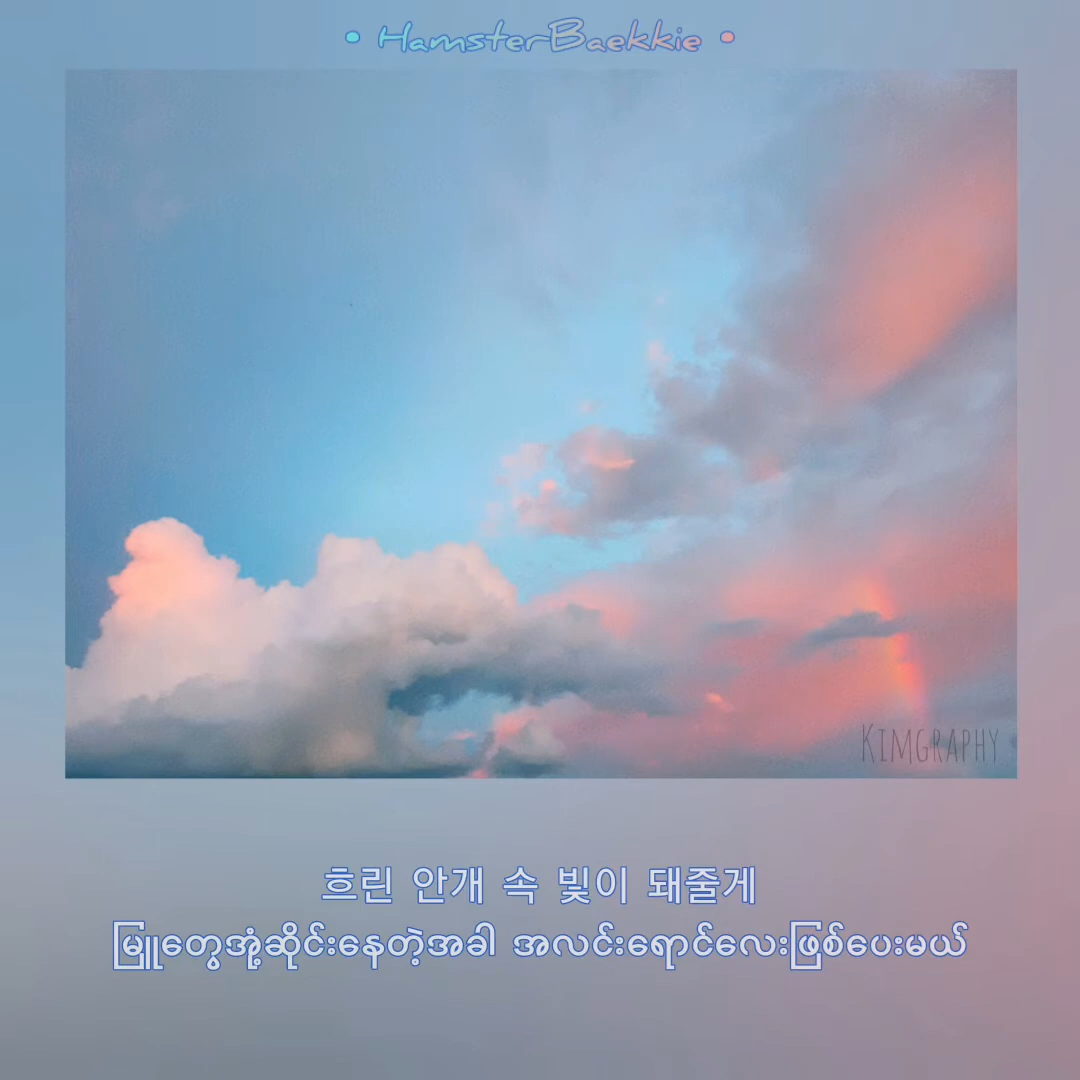 • HamsterBaekkie •
KIMGRAPHY
흐린 안개 속 빛이 돼줄게
မြူတွေအုံ့ဆိုင်းနေတဲ့အခါ အလင်းရောင်လေးဖြစ်ပေးမယ်